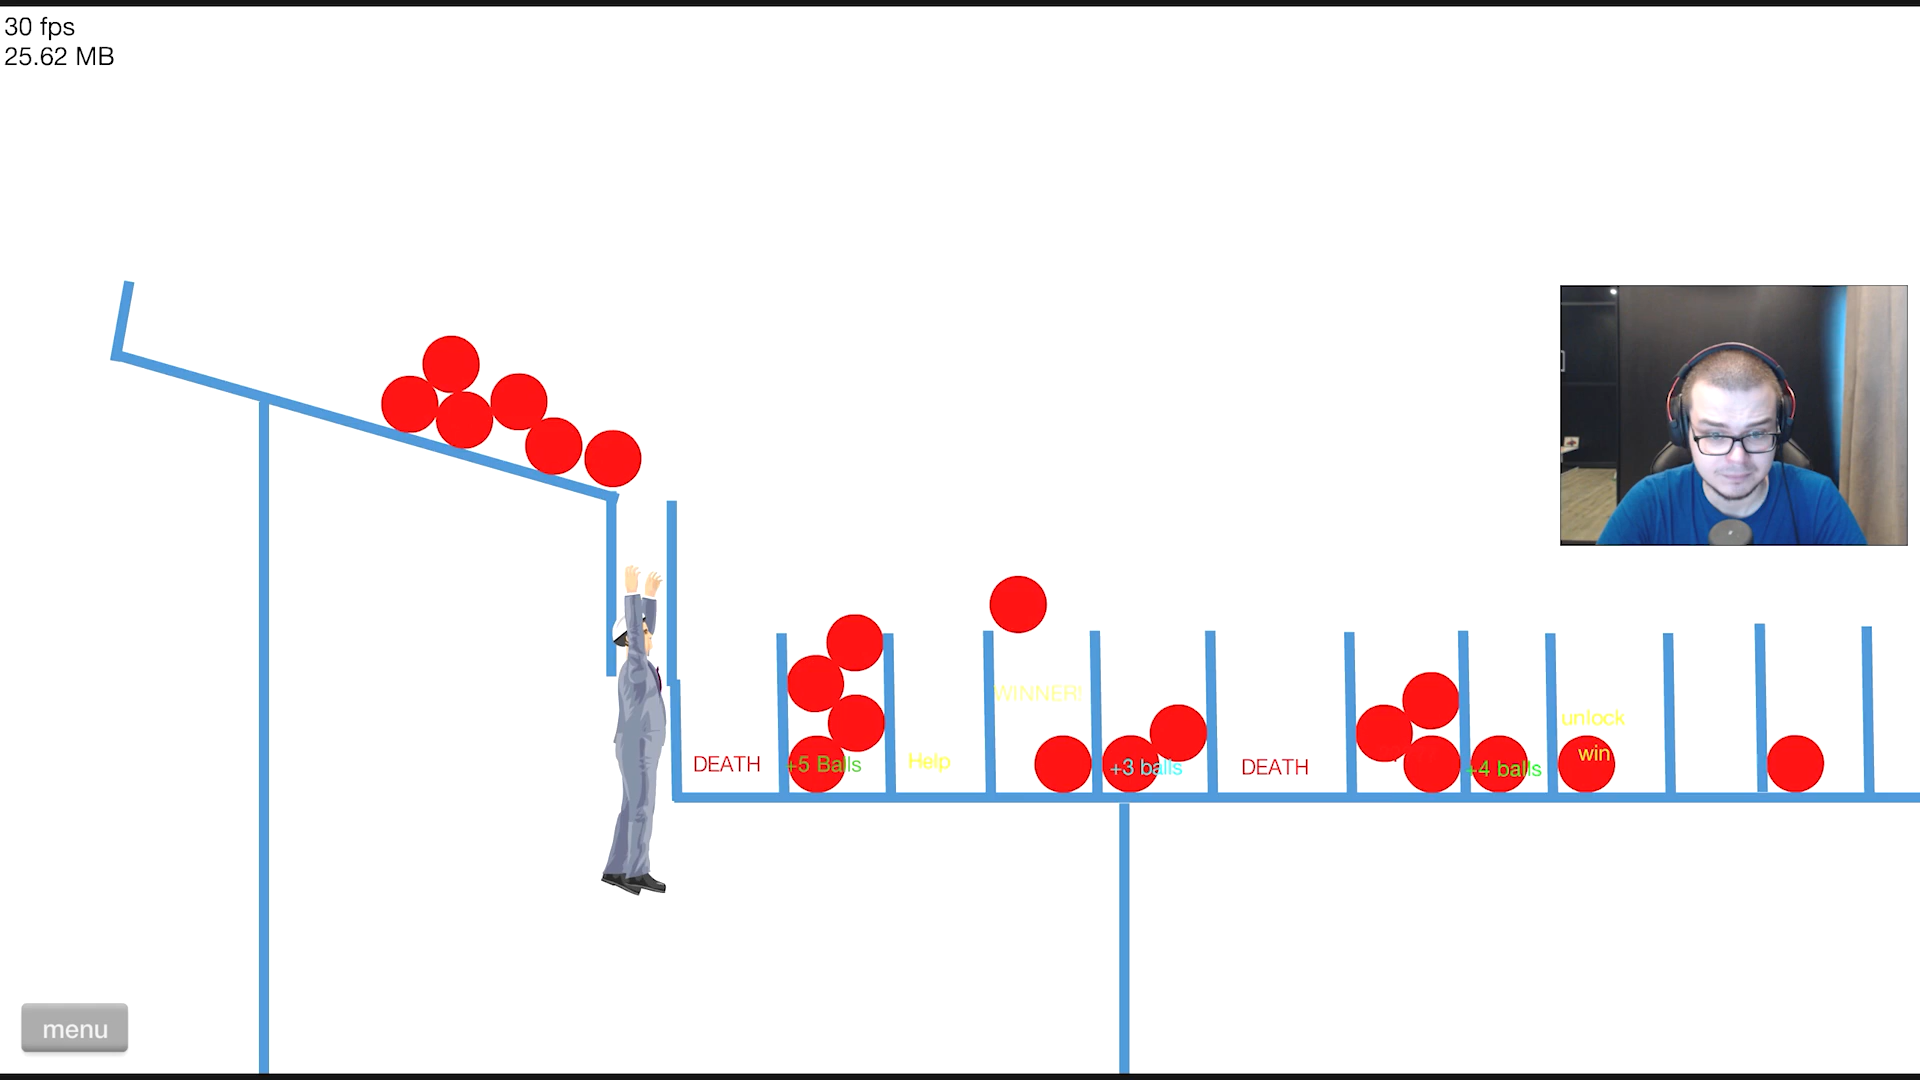 30 fps
25.62 MB
WINNER!
unlock
win
DEATH
+5 Balls
Help
+3 balls
DEATH
+4 balls
menu